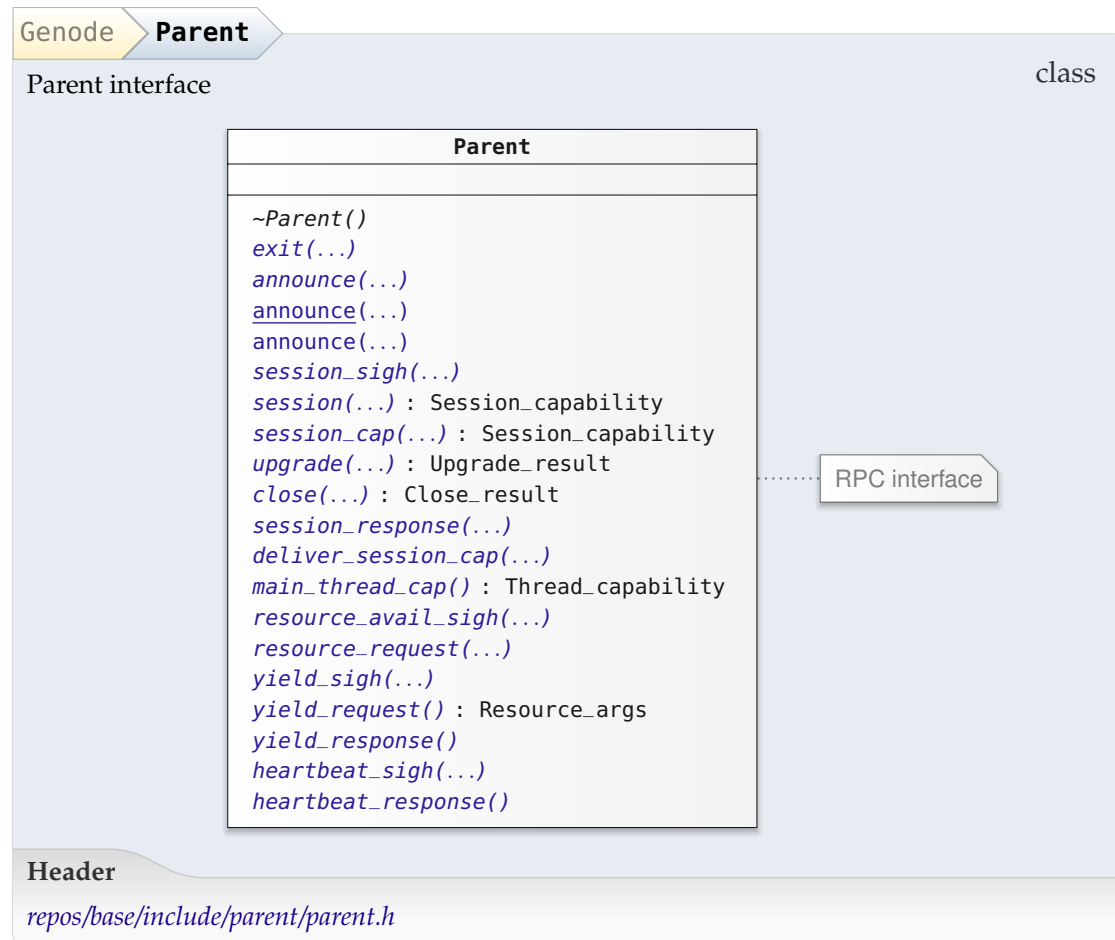 Genode Parent
class
Parent interface
Parent
~Parent()
exit(...)
announce(...)
announce(...)
announce(...)
session_sigh(...)
session(...) : Session_capability
session_cap(...) : Session_capability
upgrade(...) : Upgrade_result
close(...) : Close_result
session_response(...)
deliver_session_cap(...)
main_thread_cap() : Thread_capability
resource_avail_sigh(...)
resource_request(...)
yield_sigh(...)
yield_request() : Resource_args
yield_response()
heartbeat_sigh(...)
heartbeat_response()
RPC interface
Header
repos/base/include/parent/parent.h